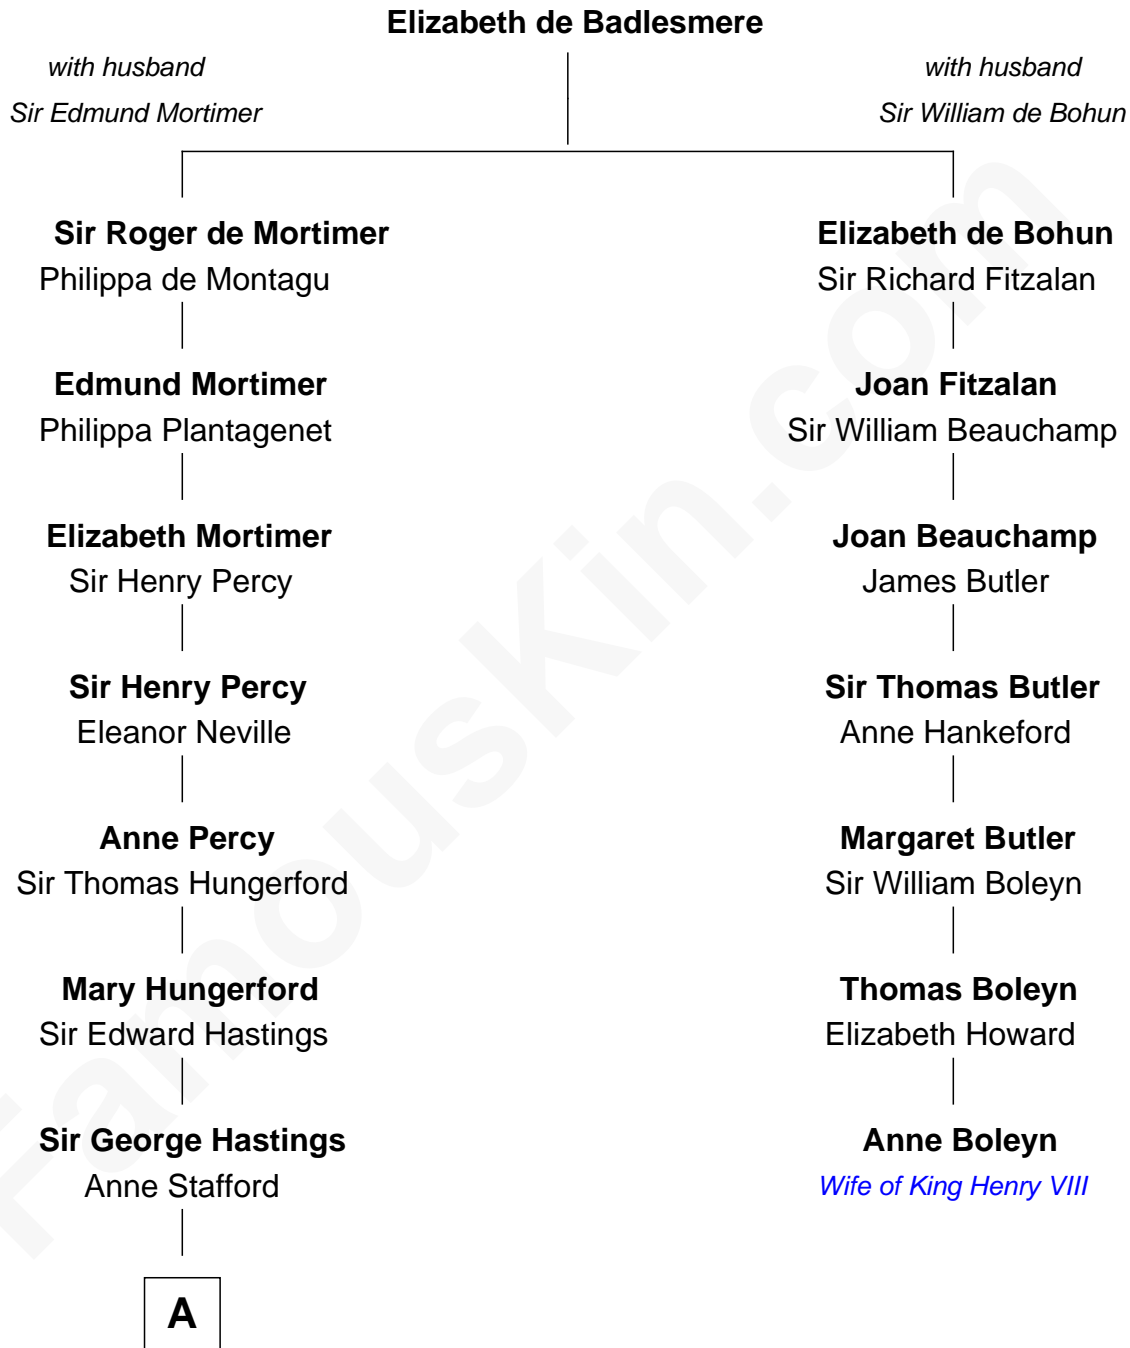 Elizabeth de Badlesmere
with husband
Sir Edmund Mortimer
with husband
Sir William de Bohun
Sir Roger de Mortimer
Philippa de Montagu
Edmund Mortimer
Philippa Plantagenet
Elizabeth Mortimer
Sir Henry Percy
Sir Henry Percy
Eleanor Neville
Anne Percy
Sir Thomas Hungerford
Mary Hungerford
Sir Edward Hastings
Sir George Hastings
Anne Stafford
A
Elizabeth de Bohun
Sir Richard Fitzalan
Joan Fitzalan
Sir William Beauchamp
Joan Beauchamp
James Butler
Sir Thomas Butler
Anne Hankeford
Margaret Butler
Sir William Boleyn
Thomas Boleyn
Elizabeth Howard
Anne Boleyn
Wife of King Henry VIII
FamousKin.com